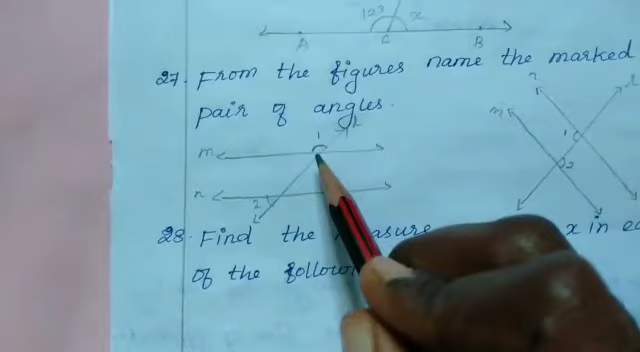 123 x
A C B
27. From the figures name the marked
pair of angles.
1 l
m
n
2
n l
m 1
2
28. Find the x in
of the